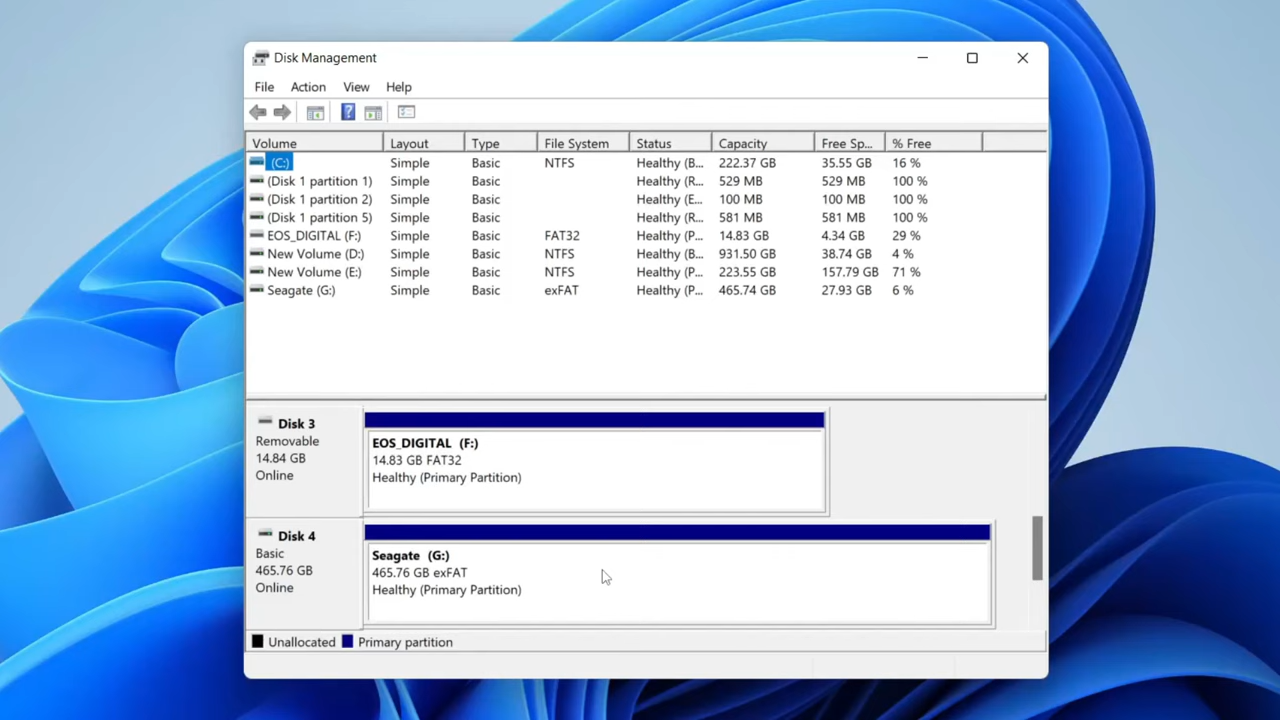 Disk Management
File Action View Help
Volume Layout Type File System Status Capacity Free Sp... % Free
(C:) Simple Basic NTFS Healthy (B... 222.37 GB 35.55 GB 16 %
(Disk 1 partition 1) Simple Basic Healthy (R... 529 MB 529 MB 100 %
(Disk 1 partition 2) Simple Basic Healthy (E... 100 MB 100 MB 100 %
(Disk 1 partition 5) Simple Basic Healthy (R... 581 MB 581 MB 100 %
EOS_DIGITAL (F:) Simple Basic FAT32 Healthy (P... 14.83 GB 4.34 GB 29 %
New Volume (D:) Simple Basic NTFS Healthy (B... 931.50 GB 38.74 GB 4 %
New Volume (E:) Simple Basic NTFS Healthy (P... 223.55 GB 157.79 GB 71 %
Seagate (G:) Simple Basic exFAT Healthy (P... 465.74 GB 27.93 GB 6 %
Disk 3
Removable
14.84 GB
Online
EOS_DIGITAL (F:)
14.83 GB FAT32
Healthy (Primary Partition)
Disk 4
Basic
465.76 GB
Online
Seagate (G:)
465.76 GB exFAT
Healthy (Primary Partition)
Unallocated Primary partition